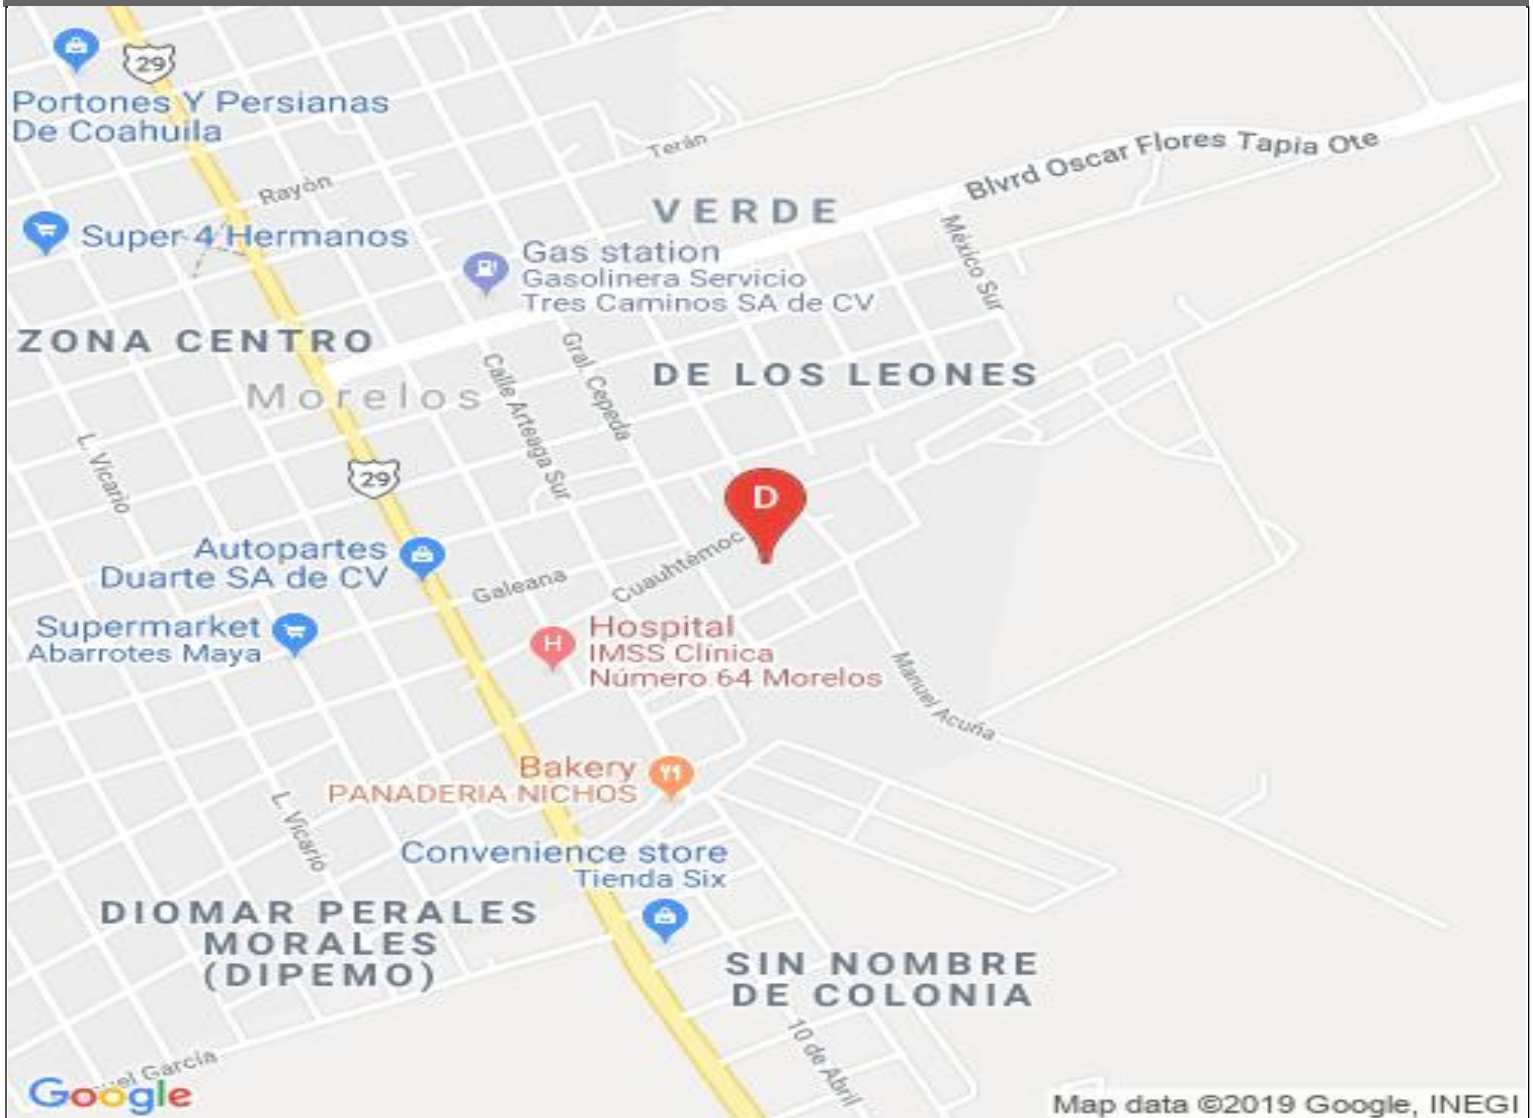 29
Portones Y Persianas
De Coahuila
Terán
Blvrd Oscar Flores Tapia Ote
Rayón
VERDE
México Sur
Super 4 Hermanos
Gas station
Gasolinera Servicio
Tres Caminos SA de CV
ZONA CENTRO
Morelos
Calle Arteaga Sur
Gral. Cepeda
DE LOS LEONES
L. Vicario
29
D
Autopartes
Duarte SA de CV
Galeana
Cuauhtémoc
Supermarket
Abarrotes Maya
H
Hospital
IMSS Clínica
Número 64 Morelos
Manuel Acuña
Bakery
PANADERIA NICHOS
L. Vicario
Convenience store
Tienda Six
DIOMAR PERALES
MORALES
(DIPEMO)
SIN NOMBRE
DE COLONIA
10 de Abril
García
Google
Map data ©2019 Google, INEGI